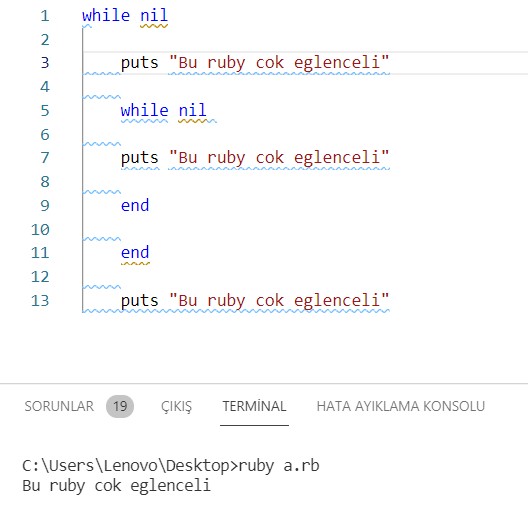 1 while nil
2
3 puts "Bu ruby cok eglenceli"
4
5 while nil
6
7 puts "Bu ruby cok eglenceli"
8
9 end
10
11 end
12
13 puts "Bu ruby cok eglenceli"
SORUNLAR 19 ÇIKIŞ TERMİNAL HATA AYIKLAMA KONSOLU
C:\Users\Lenovo\Desktop>ruby a.rb
Bu ruby cok eglenceli